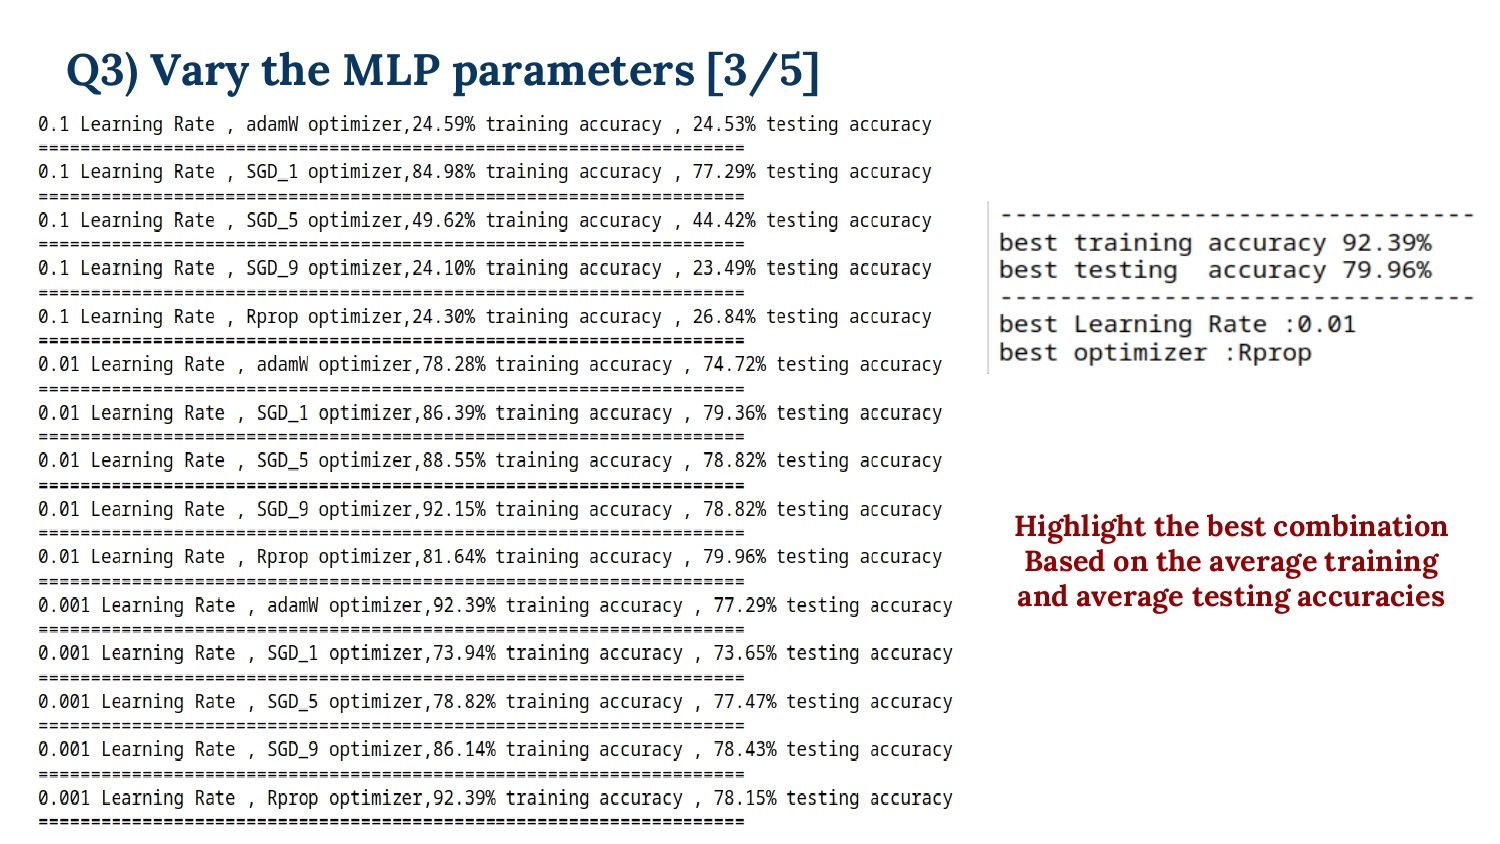 Q3) Vary the MLP parameters [3/5]
0.1 Learning Rate , adamW optimizer,24.59% training accuracy , 24.53% testing accuracy
====================================================================
0.1 Learning Rate , SGD_1 optimizer,84.98% training accuracy , 77.29% testing accuracy
====================================================================
0.1 Learning Rate , SGD_5 optimizer,49.62% training accuracy , 44.42% testing accuracy
====================================================================
0.1 Learning Rate , SGD_9 optimizer,24.10% training accuracy , 23.49% testing accuracy
====================================================================
0.1 Learning Rate , Rprop optimizer,24.30% training accuracy , 26.84% testing accuracy
====================================================================
0.01 Learning Rate , adamW optimizer,78.28% training accuracy , 74.72% testing accuracy
====================================================================
0.01 Learning Rate , SGD_1 optimizer,86.39% training accuracy , 79.36% testing accuracy
====================================================================
0.01 Learning Rate , SGD_5 optimizer,88.55% training accuracy , 78.82% testing accuracy
====================================================================
0.01 Learning Rate , SGD_9 optimizer,92.15% training accuracy , 78.82% testing accuracy
====================================================================
0.01 Learning Rate , Rprop optimizer,81.64% training accuracy , 79.96% testing accuracy
====================================================================
0.001 Learning Rate , adamW optimizer,92.39% training accuracy , 77.29% testing accuracy
====================================================================
0.001 Learning Rate , SGD_1 optimizer,73.94% training accuracy , 73.65% testing accuracy
====================================================================
0.001 Learning Rate , SGD_5 optimizer,78.82% training accuracy , 77.47% testing accuracy
====================================================================
0.001 Learning Rate , SGD_9 optimizer,86.14% training accuracy , 78.43% testing accuracy
====================================================================
0.001 Learning Rate , Rprop optimizer,92.39% training accuracy , 78.15% testing accuracy
====================================================================
--------------------------------
best training accuracy 92.39%
best testing  accuracy 79.96%
--------------------------------
best Learning Rate :0.01
best optimizer :Rprop
Highlight the best combination
Based on the average training
and average testing accuracies